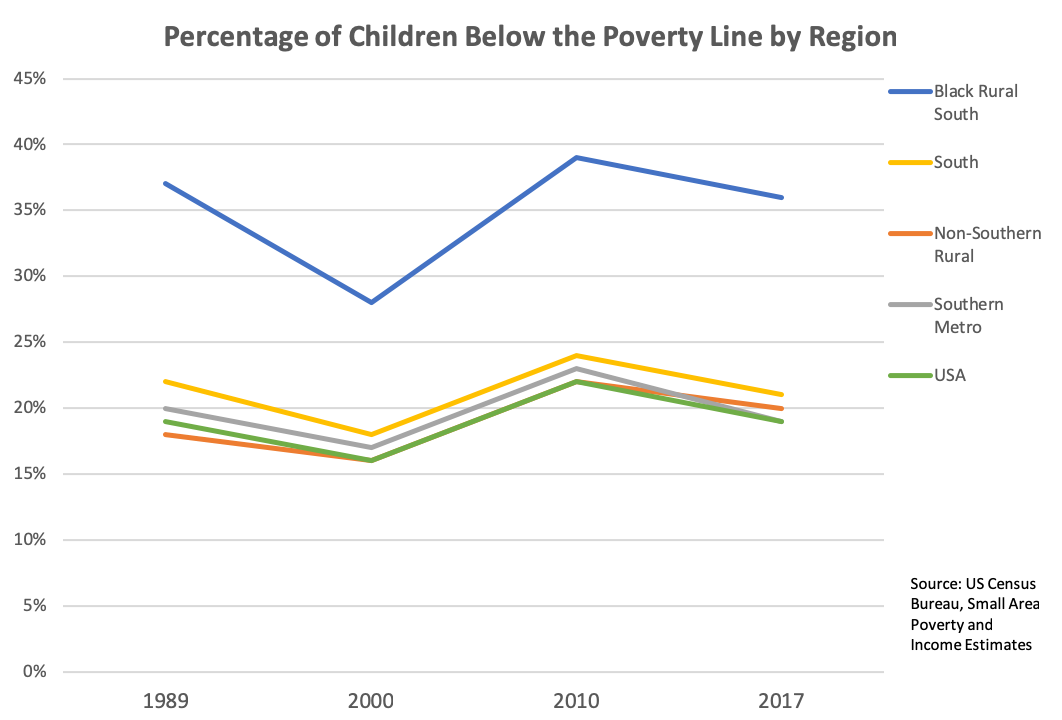 Percentage of Children Below the Poverty Line by Region
45%
40%
35%
30%
25%
20%
15%
10%
5%
0%
1989
2000
2010
2017
Black Rural
South
South
Non-Southern
Rural
Southern
Metro
USA
Source: US Census
Bureau, Small Area
Poverty and
Income Estimates